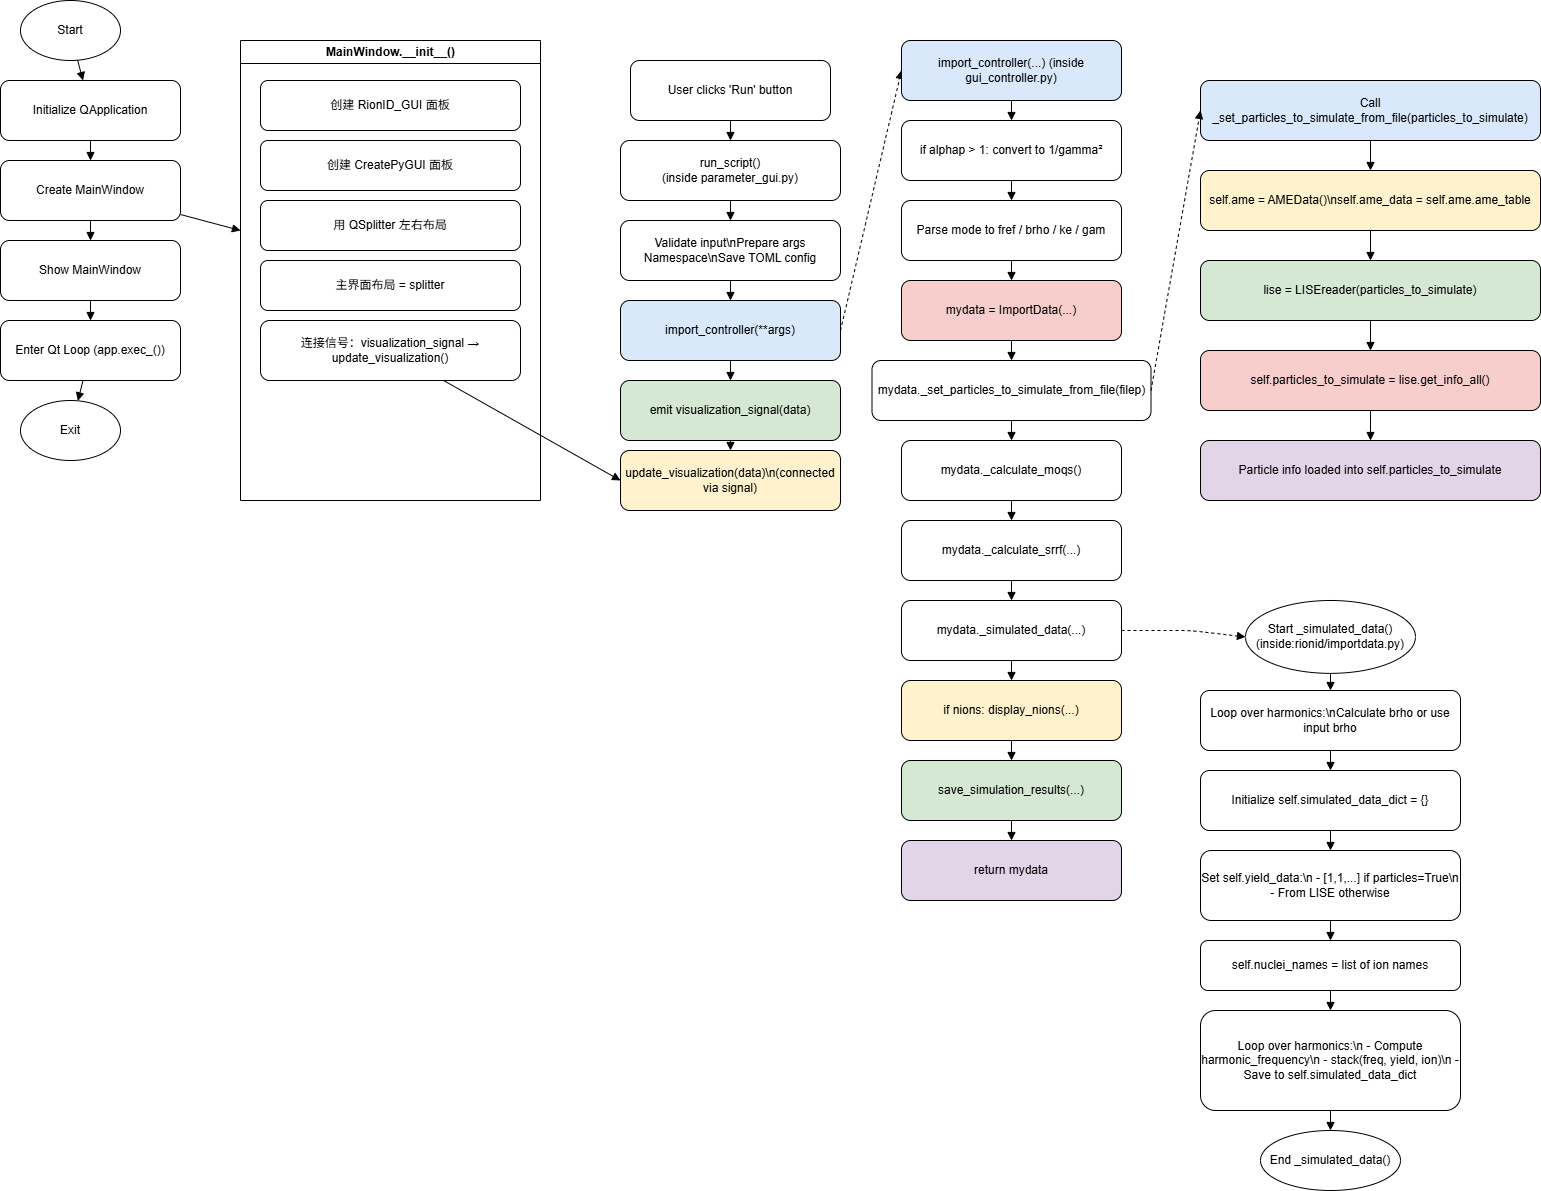 Start
Initialize QApplication
Create MainWindow
Show MainWindow
Enter Qt Loop (app.exec_())
Exit
MainWindow.__init__()
创建 RionID_GUI 面板
创建 CreatePyGUI 面板
用 QSplitter 左右布局
主界面布局 = splitter
连接信号：visualization_signal →
update_visualization()
User clicks 'Run' button
run_script()
(inside parameter_gui.py)
Validate input\nPrepare args
Namespace\nSave TOML config
import_controller(**args)
emit visualization_signal(data)
update_visualization(data)\n(connected
via signal)
import_controller(...) (inside
gui_controller.py)
if alphap > 1: convert to 1/gamma²
Parse mode to fref / brho / ke / gam
mydata = ImportData(...)
mydata._set_particles_to_simulate_from_file(filep)
mydata._calculate_moqs()
mydata._calculate_srrf(...)
mydata._simulated_data(...)
if nions: display_nions(...)
save_simulation_results(...)
return mydata
Call
_set_particles_to_simulate_from_file(particles_to_simulate)
self.ame = AMEData()\nself.ame_data = self.ame.ame_table
lise = LISEreader(particles_to_simulate)
self.particles_to_simulate = lise.get_info_all()
Particle info loaded into self.particles_to_simulate
Start _simulated_data()
(inside:rionid/importdata.py)
Loop over harmonics:\nCalculate brho or use
input brho
Initialize self.simulated_data_dict = {}
Set self.yield_data:\n - [1,1,...] if particles=True\n
- From LISE otherwise
self.nuclei_names = list of ion names
Loop over harmonics:\n - Compute
harmonic_frequency\n - stack(freq, yield, ion)\n -
Save to self.simulated_data_dict
End _simulated_data()